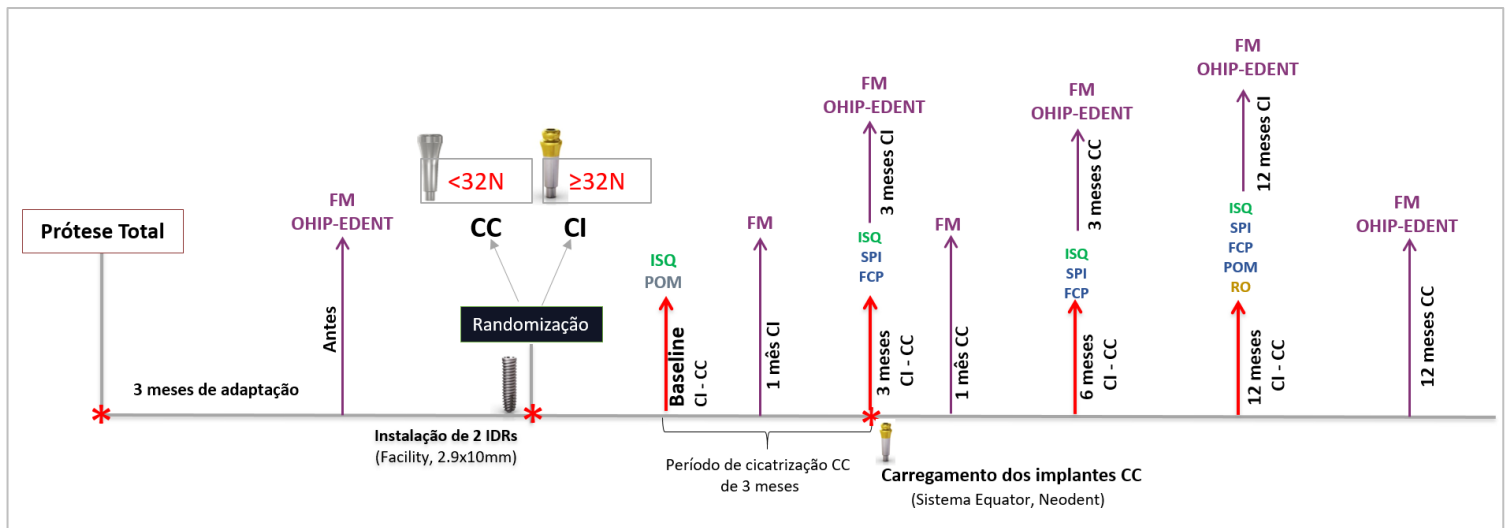 Prótese Total
3 meses de adaptação
FM
OHIP-EDENT
Antes
<32N
≥32N
CC
CI
Randomização
Instalação de 2 IDRs
(Facility, 2.9x10mm)
ISQ
POM
Baseline
CI - CC
FM
1 mês CI
Período de cicatrização CC
de 3 meses
FM
OHIP-EDENT
3 meses CI
ISQ
SPI
FCP
3 meses
CI - CC
Carregamento dos implantes CC
(Sistema Equator, Neodent)
FM
1 mês CC
FM
OHIP-EDENT
3 meses CC
ISQ
SPI
FCP
6 meses
CI - CC
FM
OHIP-EDENT
12 meses CI
ISQ
SPI
FCP
POM
RO
12 meses
CI - CC
FM
OHIP-EDENT
12 meses CC